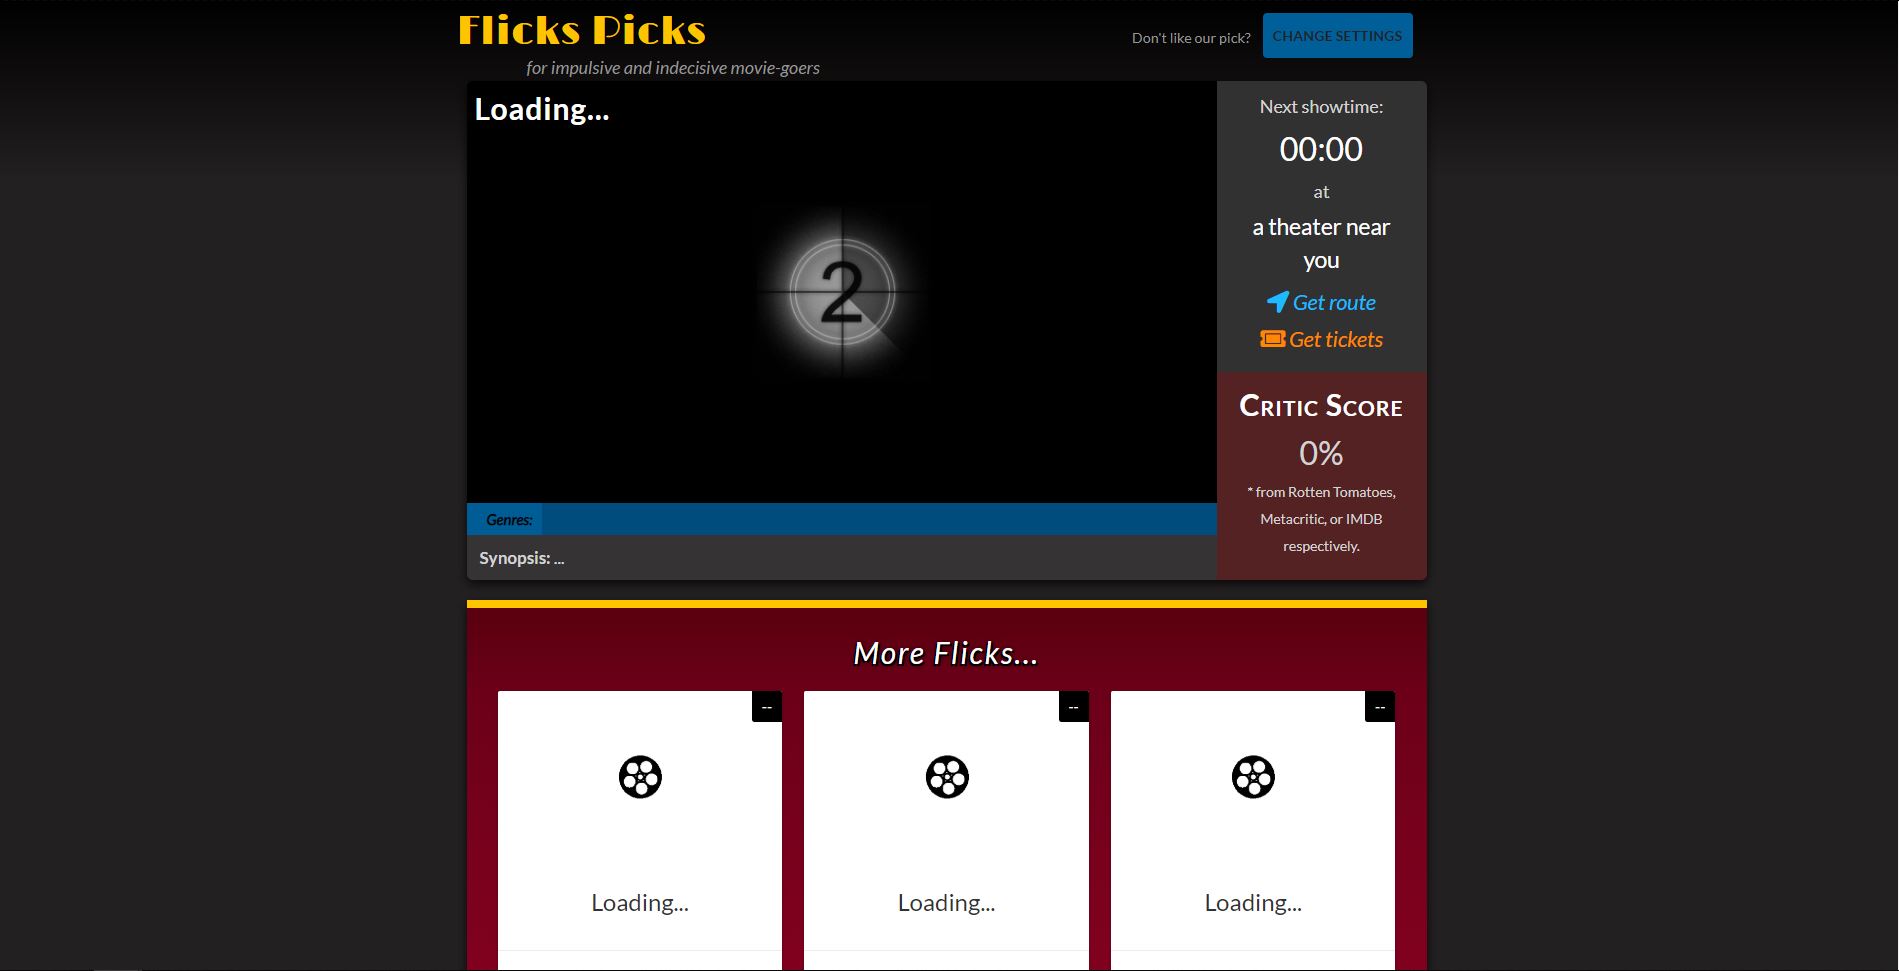 Flicks Picks
for impulsive and indecisive movie-goers
Don't like our pick?
CHANGE SETTINGS
Loading...
2
Genres:
Synopsis: ...
Next showtime:
00:00
at
a theater near
you
Get route
Get tickets
Critic Score
0%
* from Rotten Tomatoes,
Metacritic, or IMDB
respectively.
More Flicks...
--
--
--
Loading...
Loading...
Loading...